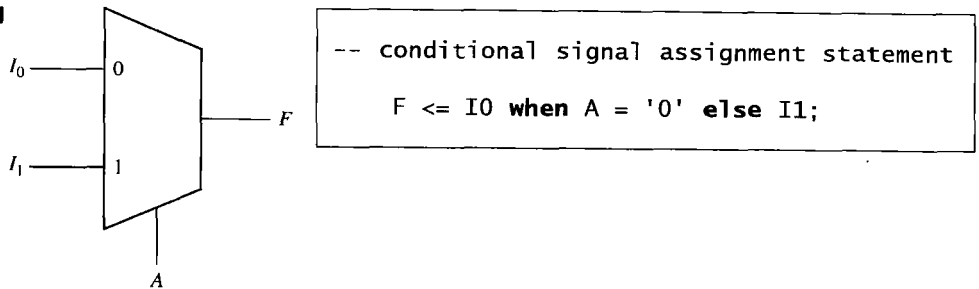 I0
0
F
I1
1
A
-- conditional signal assignment statement
F <= I0 when A = '0' else I1;